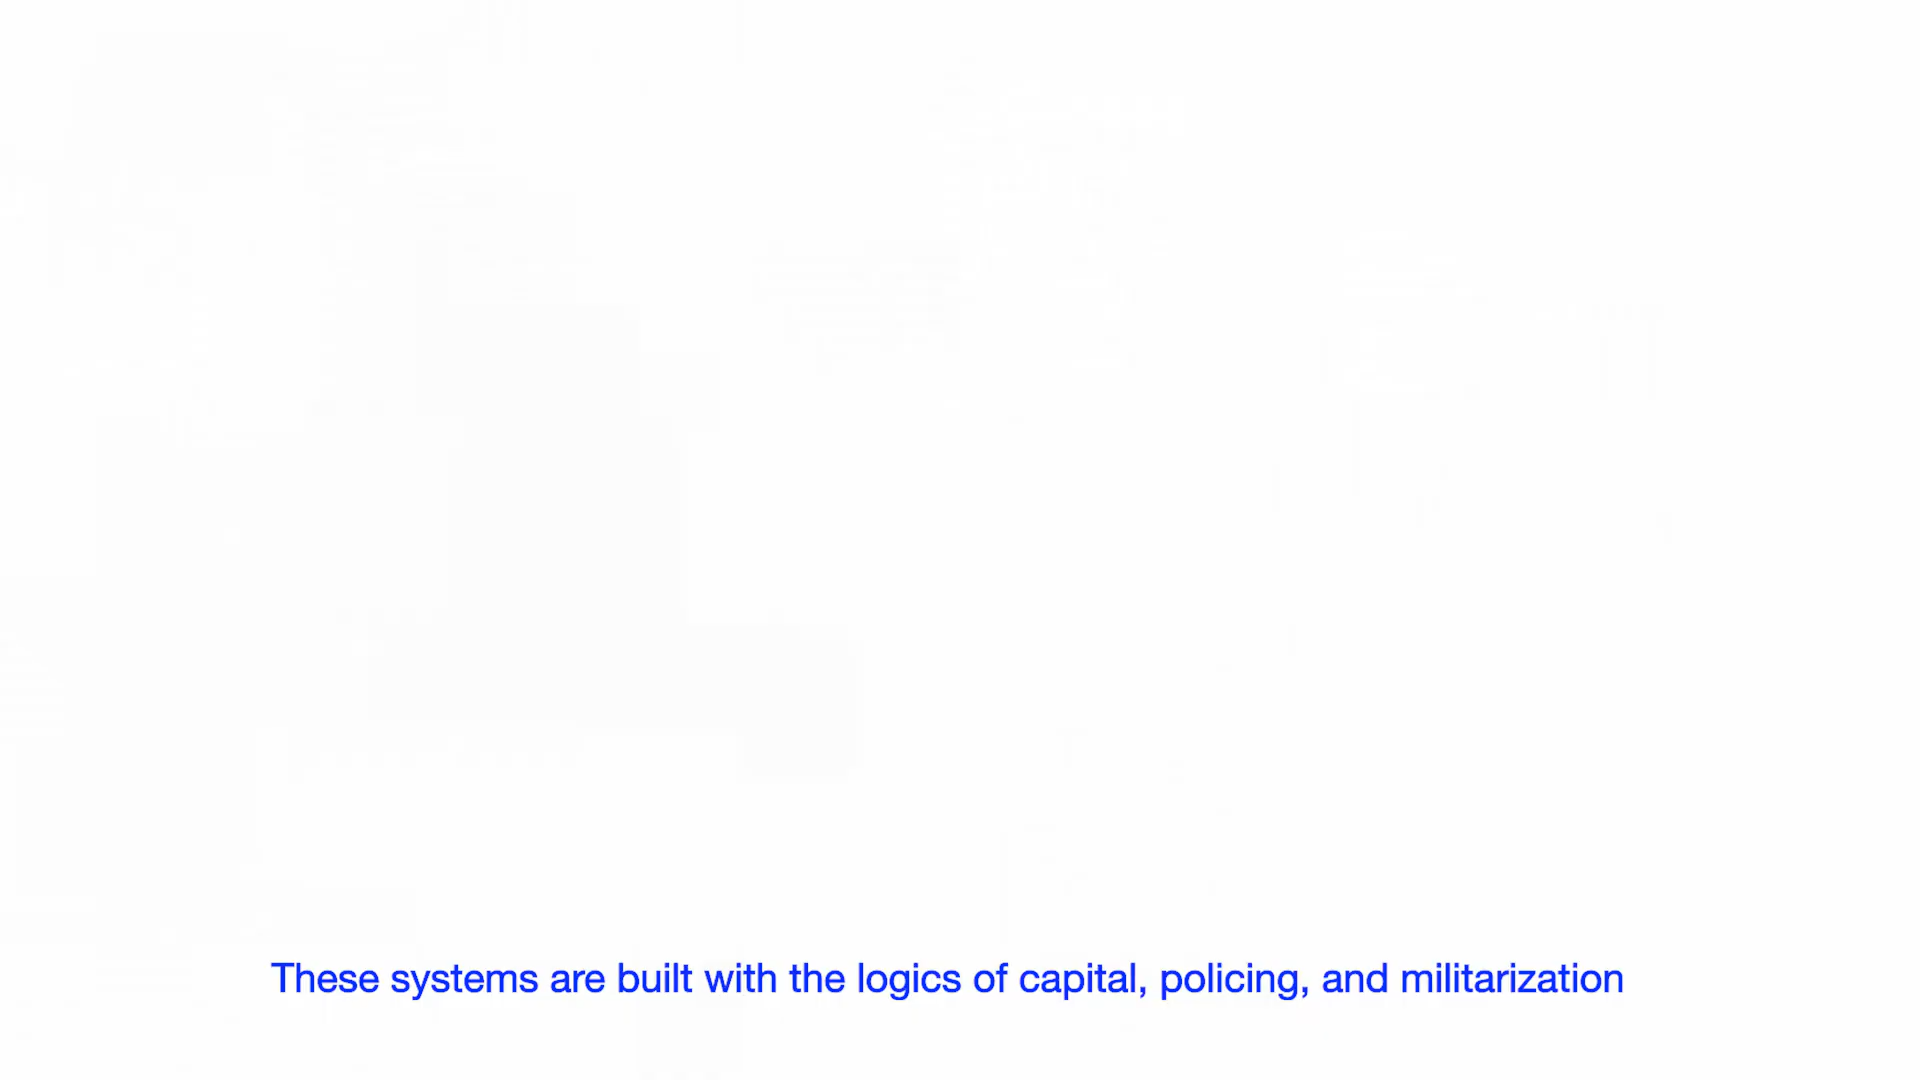 These systems are built with the logics of capital, policing, and militarization